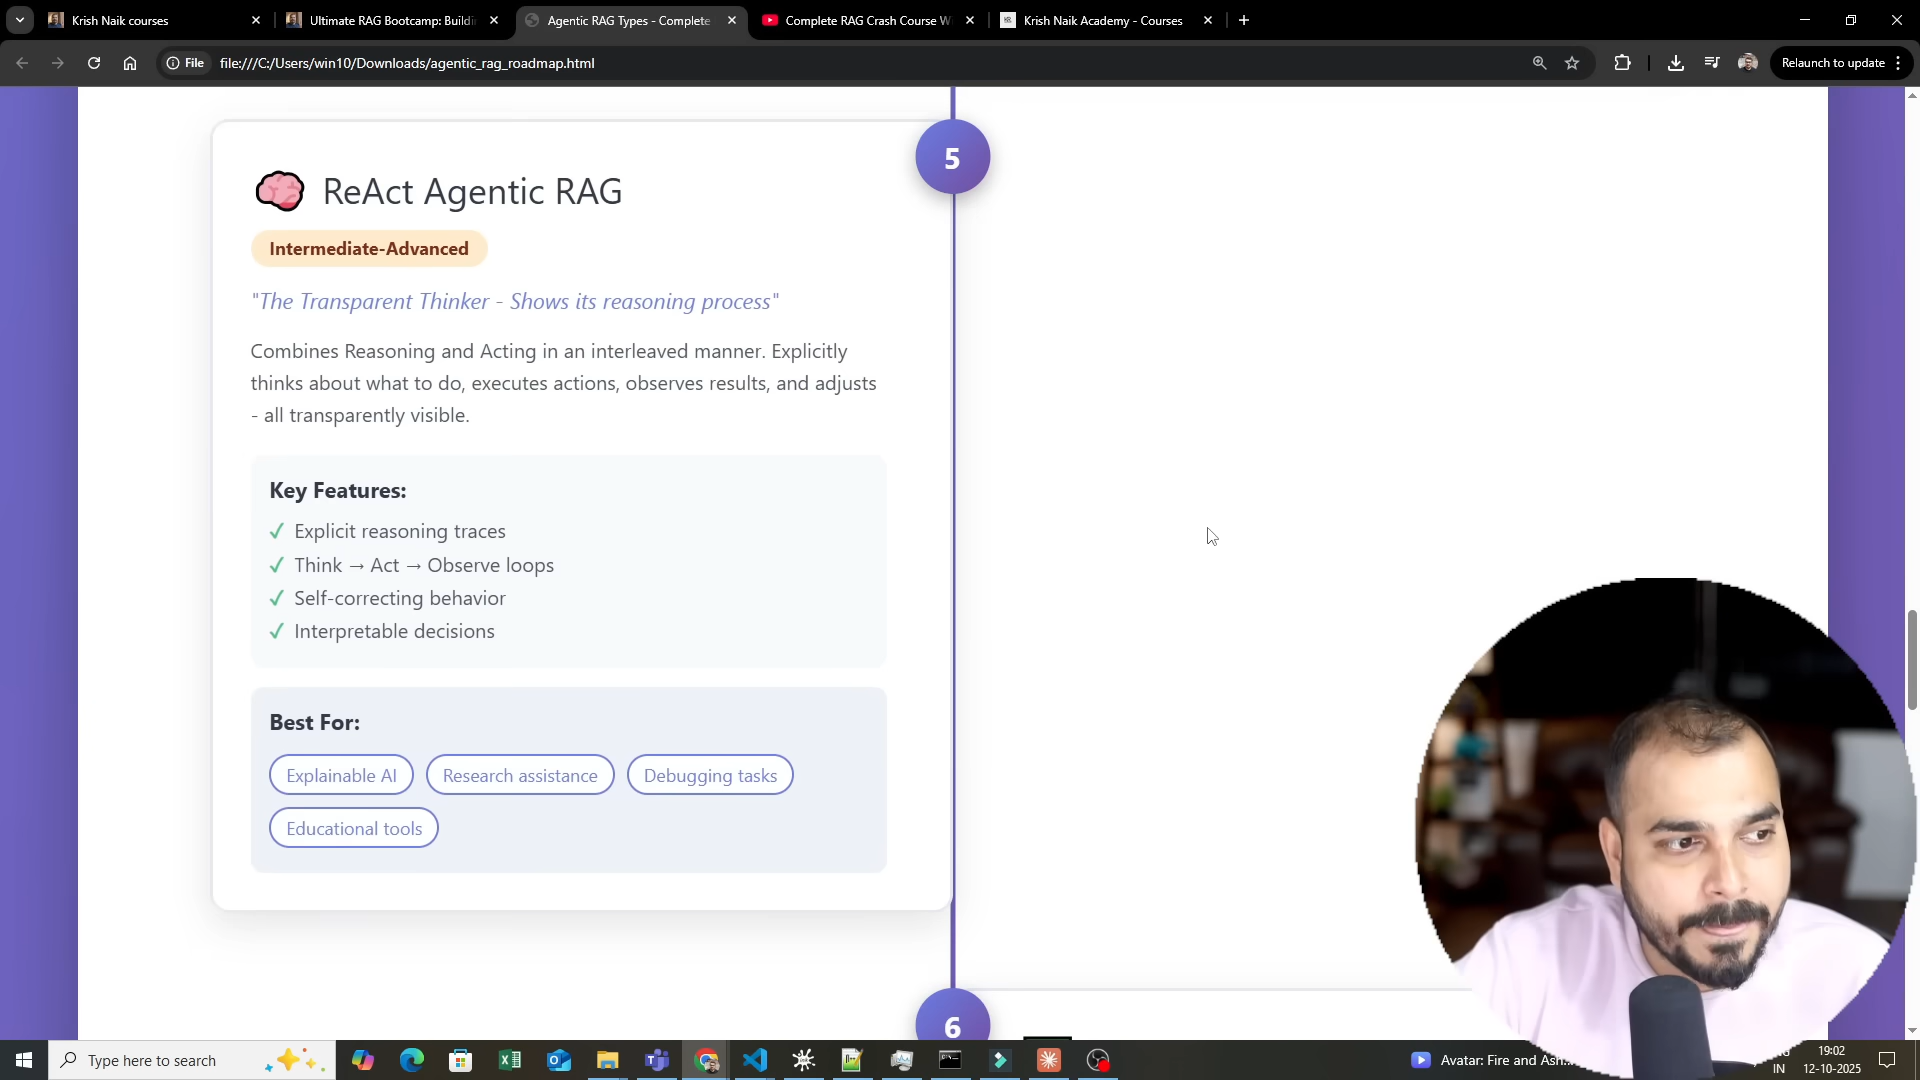 Krish Naik courses
Ultimate RAG Bootcamp: Buildi
Agentic RAG Types - Complete
Complete RAG Crash Course W
Krish Naik Academy - Courses
File
file:///C:/Users/win10/Downloads/agentic_rag_roadmap.html
Relaunch to update
5
ReAct Agentic RAG
Intermediate-Advanced
"The Transparent Thinker - Shows its reasoning process"
Combines Reasoning and Acting in an interleaved manner. Explicitly
thinks about what to do, executes actions, observes results, and adjusts
- all transparently visible.
Key Features:
✓ Explicit reasoning traces
✓ Think → Act → Observe loops
✓ Self-correcting behavior
✓ Interpretable decisions
Best For:
Explainable AI
Research assistance
Debugging tasks
Educational tools
6
Type here to search
Avatar: Fire and Ash...
19:02
IN
12-10-2025